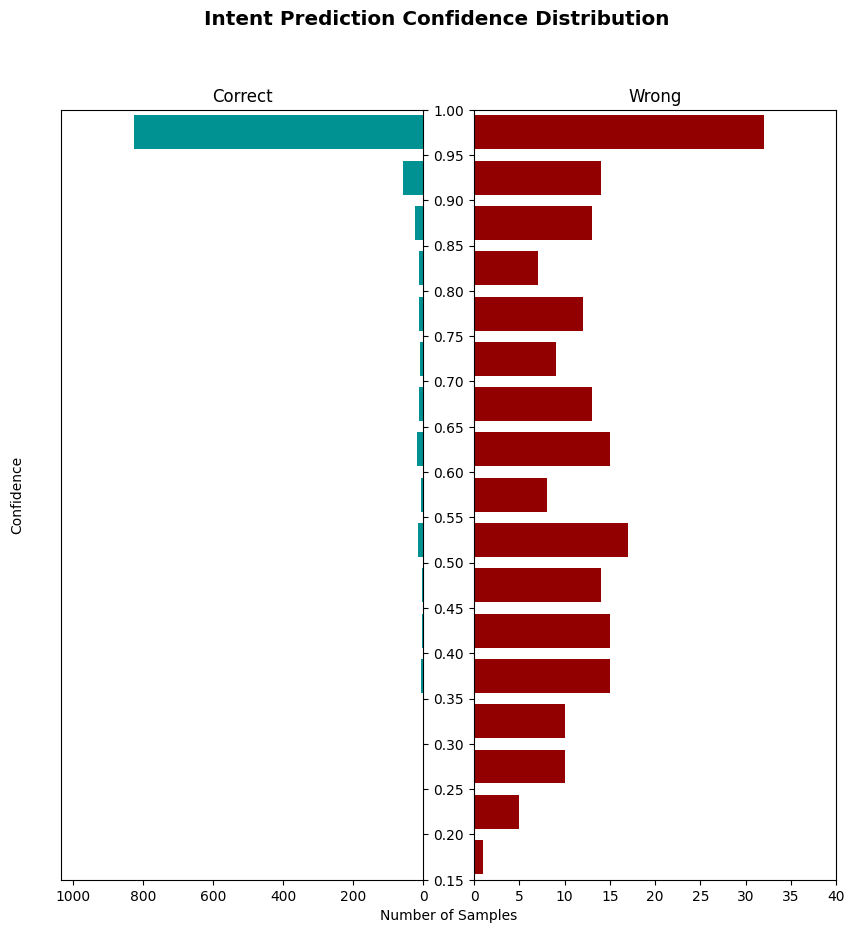 Intent Prediction Confidence Distribution
Correct
Wrong
1.00
0.95
0.90
0.85
0.80
0.75
0.70
0.65
0.60
0.55
0.50
0.45
0.40
0.35
0.30
0.25
0.20
0.15
Confidence
1000 800 600 400 200 0
0 5 10 15 20 25 30 35 40
Number of Samples